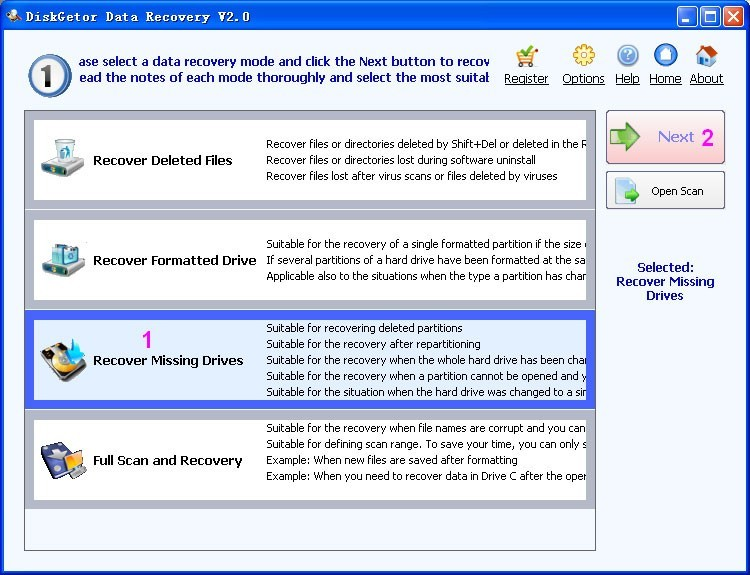 DiskGetor Data Recovery V2.0
1
ase select a data recovery mode and click the Next button to recov
ead the notes of each mode thoroughly and select the most suitab
Register Options Help Home About
Recover Deleted Files
Recover files or directories deleted by Shift+Del or deleted in the R
Recover files or directories lost during software uninstall
Recover files lost after virus scans or files deleted by viruses
Recover Formatted Drive
Suitable for the recovery of a single formatted partition if the size
If several partitions of a hard drive have been formatted at the sa
Applicable also to the situations when the type a partition has char
1
Recover Missing Drives
Suitable for recovering deleted partitions
Suitable for the recovery after repartitioning
Suitable for the recovery when the whole hard drive has been char
Suitable for the recovery when a partition cannot be opened and y
Suitable for the situation when the hard drive was changed to a sir
Full Scan and Recovery
Suitable for the recovery when file names are corrupt and you can
Suitable for defining scan range. To save your time, you can only s
Example: When new files are saved after formatting
Example: When you need to recover data in Drive C after the oper
Next 2
Open Scan
Selected:
Recover Missing
Drives